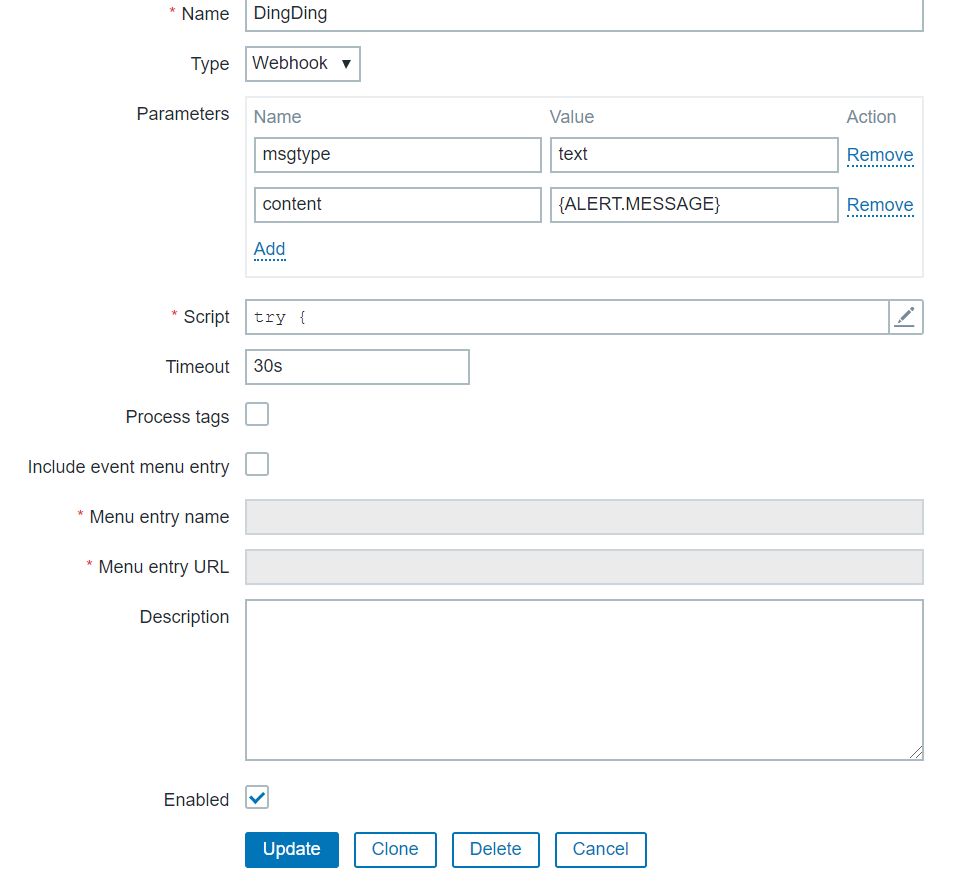 * Name DingDing
Type Webhook ▼
Parameters Name Value Action
msgtype text Remove
content {ALERT.MESSAGE} Remove
Add
* Script try {
Timeout 30s
Process tags
Include event menu entry
* Menu entry name
* Menu entry URL
Description
Enabled
Update Clone Delete Cancel